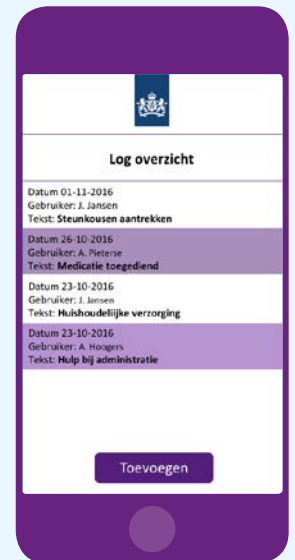 Log overzicht
Datum 01-11-2016
Gebruiker: J. Jansen
Tekst: Steunkousen aantrekken
Datum 26-10-2016
Gebruiker: A. Pieterse
Tekst: Medicatie toegediend
Datum 23-10-2016
Gebruiker: J. Jansen
Tekst: Huishoudelijke verzorging
Datum 23-10-2016
Gebruiker: A. Hoogers
Tekst: Hulp bij administratie
Toevoegen